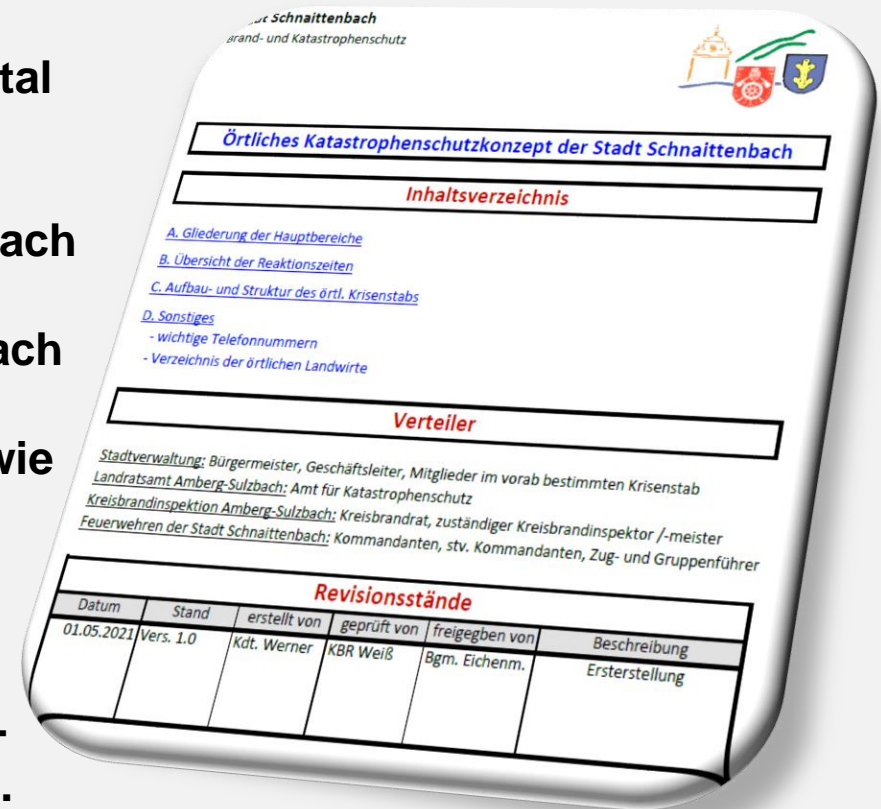 tal
ach
ach
wie
-
.
Schnaittenbach
Brand- und Katastrophenschutz
Örtliches Katastrophenschutzkonzept der Stadt Schnaittenbach
Inhaltsverzeichnis
A. Gliederung der Hauptbereiche
B. Übersicht der Reaktionszeiten
C. Aufbau- und Struktur des örtl. Krisenstabs
D. Sonstiges
- wichtige Telefonnummern
- Verzeichnis der örtlichen Landwirte
Verteiler
Stadtverwaltung: Bürgermeister, Geschäftsleiter, Mitglieder im vorab bestimmten Krisenstab
Landratsamt Amberg-Sulzbach: Amt für Katastrophenschutz
Kreisbrandinspektion Amberg-Sulzbach: Kreisbrandrat, zuständiger Kreisbrandinspektor /-meister
Feuerwehren der Stadt Schnaittenbach: Kommandanten, stv. Kommandanten, Zug- und Gruppenführer
Revisionsstände
Datum Stand erstellt von geprüft von freigegben von Beschreibung
01.05.2021 Vers. 1.0 Kdt. Werner KBR Weiß Bgm. Eichenm. Ersterstellung